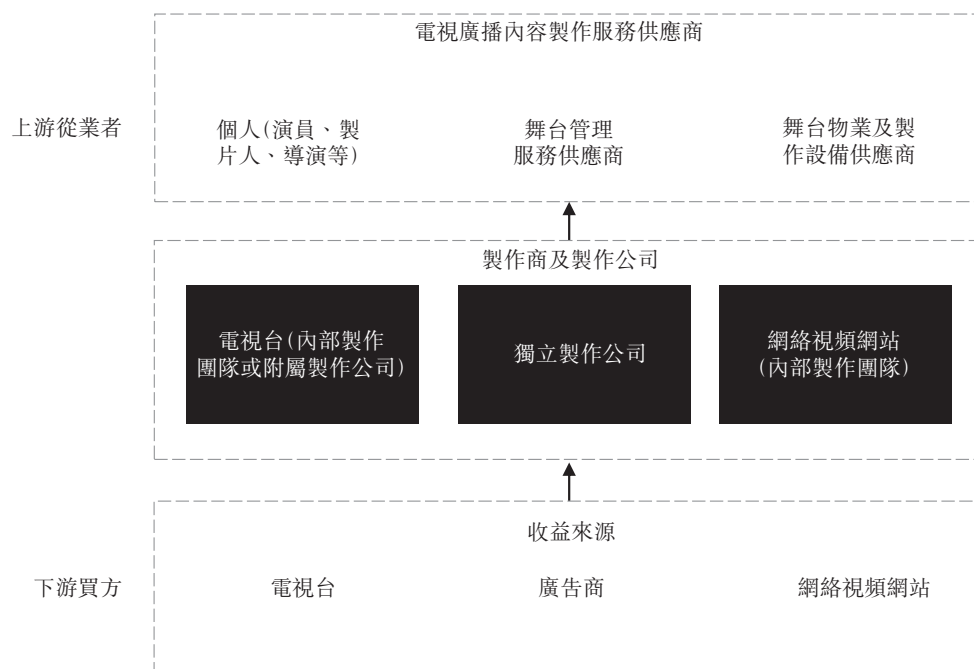 電視廣播內容製作服務供應商
上游從業者
個人(演員、製
片人、導演等)
舞台管理
服務供應商
舞台物業及製
作設備供應商
製作商及製作公司
電視台(內部製作
團隊或附屬製作公司)
獨立製作公司
網絡視頻網站
(內部製作團隊)
收益來源
下游買方
電視台
廣告商
網絡視頻網站